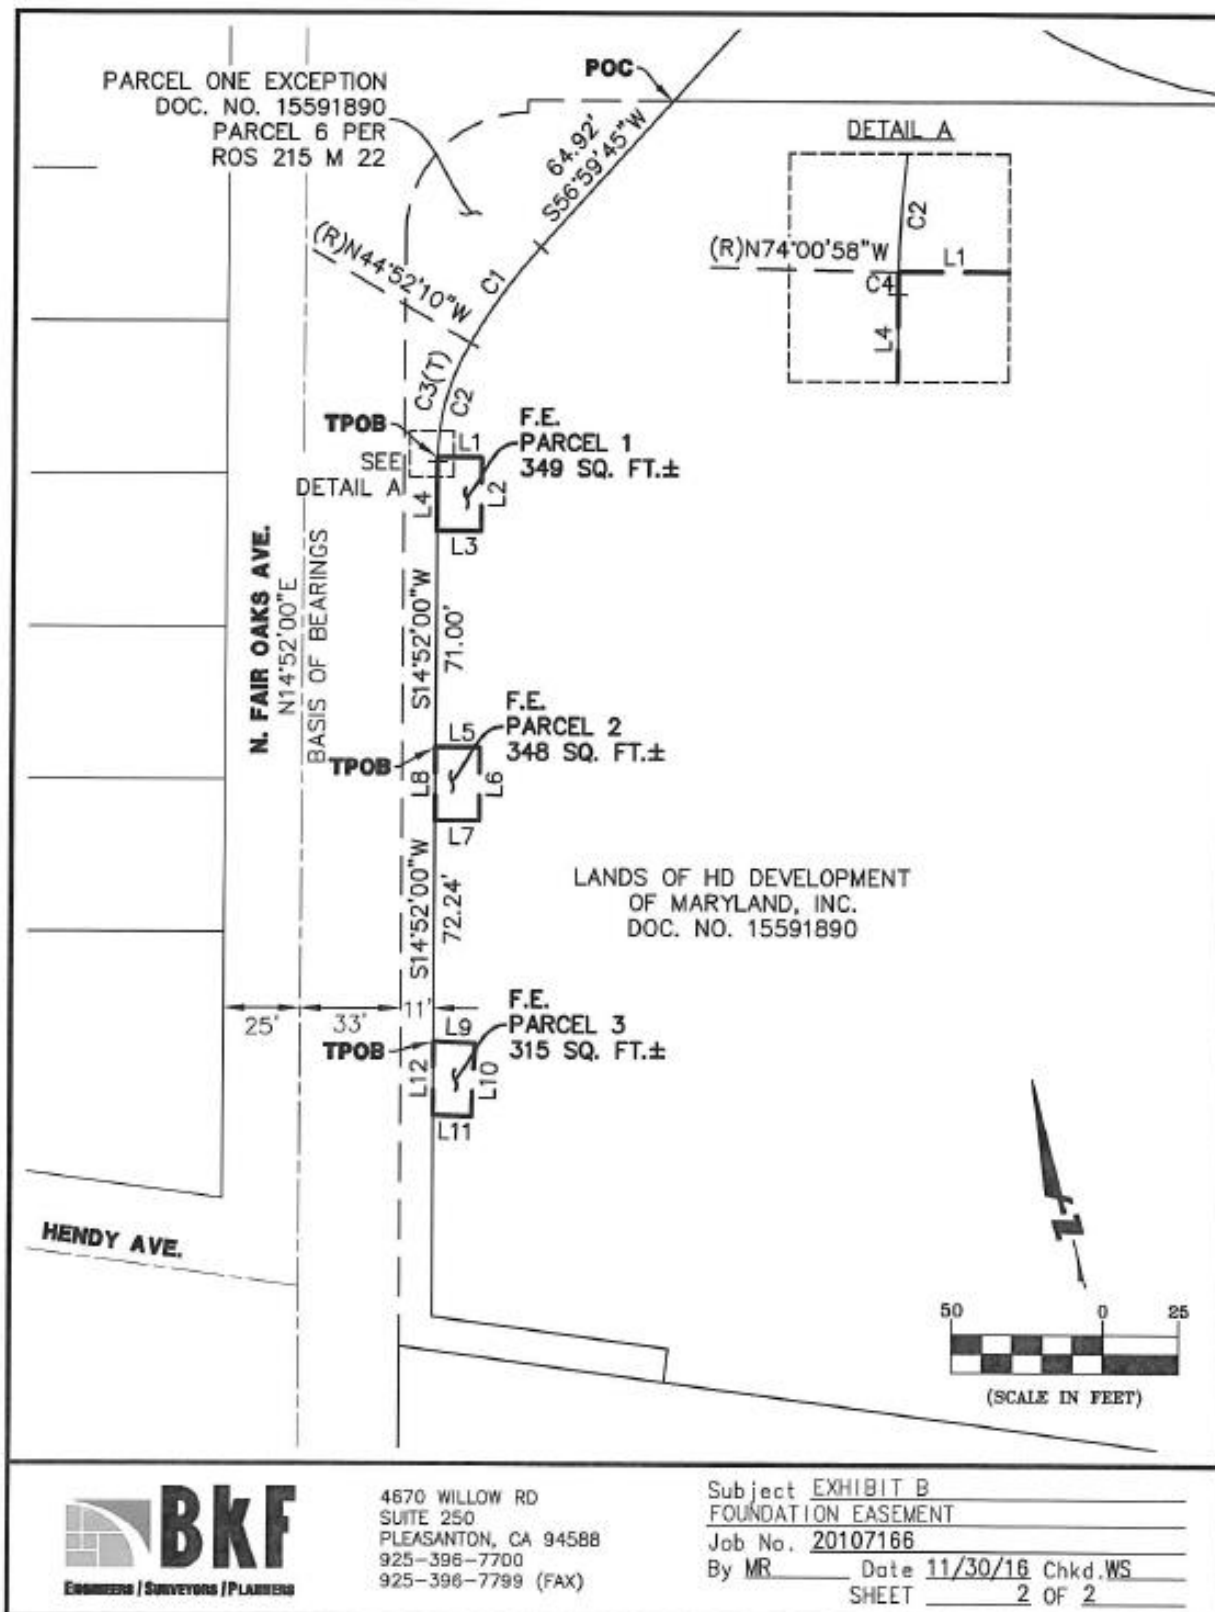 PARCEL ONE EXCEPTION
DOC. NO. 15591890
PARCEL 6 PER
ROS 215 M 22
POC
64.92'
S56°59'45"W
DETAIL A
C2
(R)N74°00'58"W
L1
C4
L4
(R)N44°52'10"W
C1
C3(T)
C2
TPOB
L1
SEE
DETAIL A
L4
L2
L3
F.E.
PARCEL 1
349 SQ. FT.±
N. FAIR OAKS AVE.
N14°52'00"E
BASIS OF BEARINGS
S14°52'00"W
71.00'
F.E.
PARCEL 2
348 SQ. FT.±
TPOB
L5
L8
L6
L7
S14°52'00"W
72.24'
LANDS OF HD DEVELOPMENT
OF MARYLAND, INC.
DOC. NO. 15591890
25'
33'
11'
F.E.
PARCEL 3
315 SQ. FT.±
TPOB
L9
L12
L10
L11
HENDY AVE.
Z
50 0 25
(SCALE IN FEET)
BKF
ENGINEERS / SURVEYORS / PLANNERS
4670 WILLOW RD
SUITE 250
PLEASANTON, CA 94588
925-396-7700
925-396-7799 (FAX)
Subject EXHIBIT B
FOUNDATION EASEMENT
Job No. 20107166
By MR Date 11/30/16 Chkd.WS
SHEET 2 OF 2